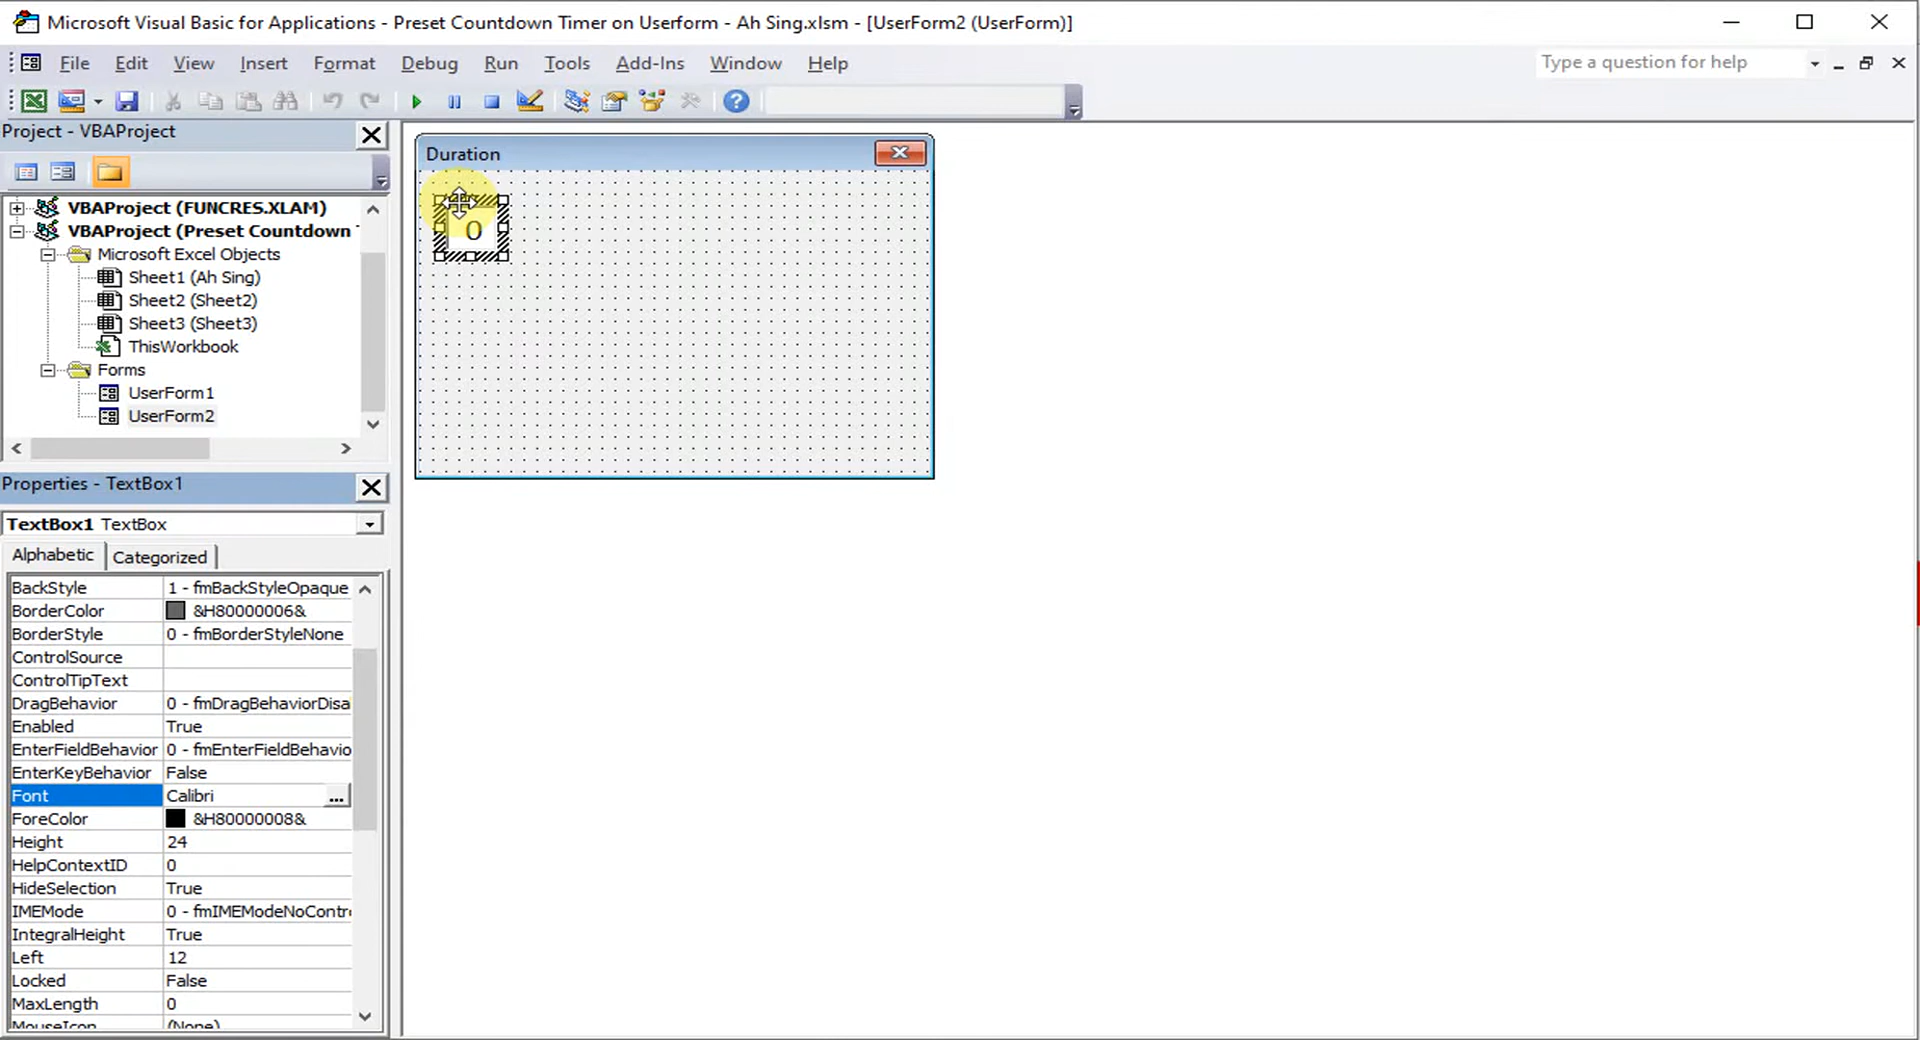 Microsoft Visual Basic for Applications - Preset Countdown Timer on Userform - Ah Sing.xlsm - [UserForm2 (UserForm)]
File Edit View Insert Format Debug Run Tools Add-Ins Window Help
Type a question for help
Project - VBAProject
VBAProject (FUNCRES.XLAM)
VBAProject (Preset Countdown
Microsoft Excel Objects
Sheet1 (Ah Sing)
Sheet2 (Sheet2)
Sheet3 (Sheet3)
ThisWorkbook
Forms
UserForm1
UserForm2
Properties - TextBox1
TextBox1 TextBox
Alphabetic Categorized
BackStyle 1 - fmBackStyleOpaque
BorderColor &H80000006&
BorderStyle 0 - fmBorderStyleNone
ControlSource
ControlTipText
DragBehavior 0 - fmDragBehaviorDisa
Enabled True
EnterFieldBehavior 0 - fmEnterFieldBehavio
EnterKeyBehavior False
Font Calibri ...
ForeColor &H80000008&
Height 24
HelpContextID 0
HideSelection True
IMEMode 0 - fmIMEModeNoContr
IntegralHeight True
Left 12
Locked False
MaxLength 0
MouseIcon (None)
Duration
0